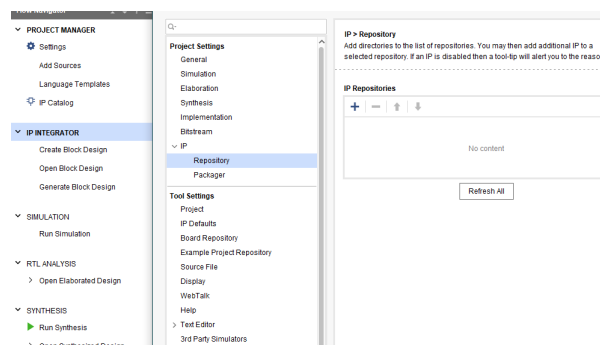 PROJECT MANAGER
Settings
Add Sources
Language Templates
IP Catalog
IP INTEGRATOR
Create Block Design
Open Block Design
Generate Block Design
SIMULATION
Run Simulation
RTL ANALYSIS
Open Elaborated Design
SYNTHESIS
Run Synthesis
Open Synthesized Design
Q-
Project Settings
General
Simulation
Elaboration
Synthesis
Implementation
Bitstream
IP
Repository
Packager
Tool Settings
Project
IP Defaults
Board Repository
Example Project Repository
Source File
Display
WebTalk
Help
Text Editor
3rd Party Simulators
IP > Repository
Add directories to the list of repositories. You may then add additional IP to a
selected repository. If an IP is disabled then a tool-tip will alert you to the reaso
IP Repositories
No content
Refresh All